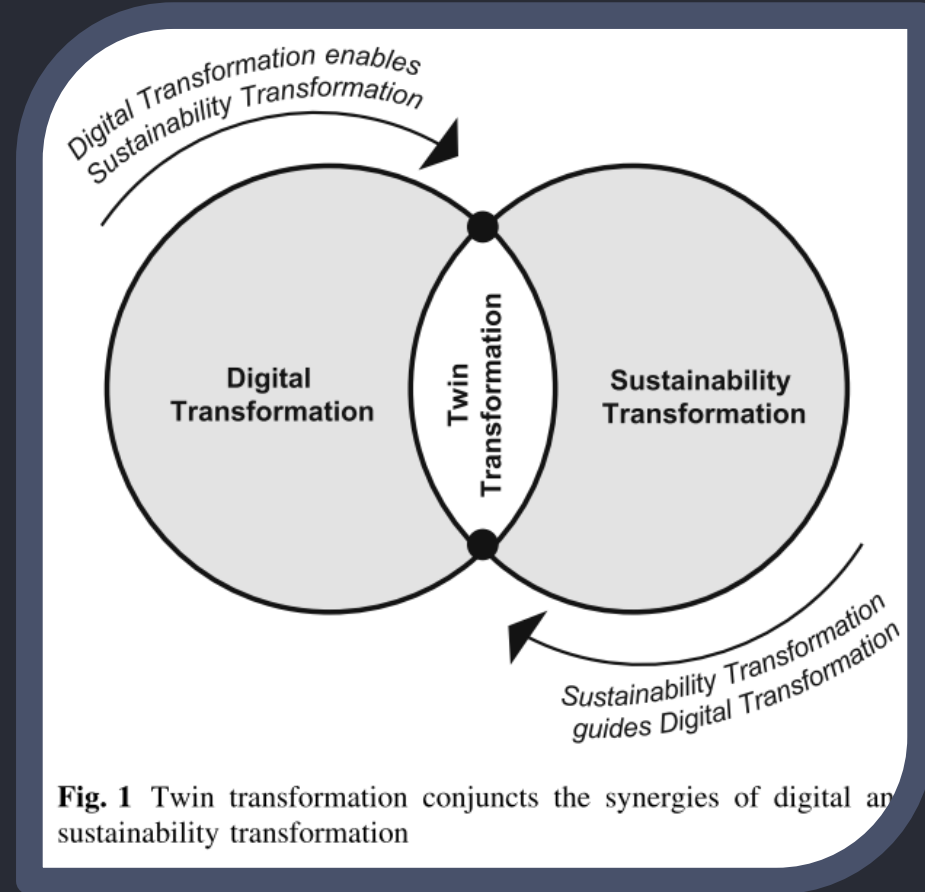 Digital Transformation enables
Sustainability Transformation
Digital
Transformation
Twin
Transformation
Sustainability
Transformation
Sustainability Transformation
guides Digital Transformation
Fig. 1 Twin transformation conjuncts the synergies of digital an
sustainability transformation